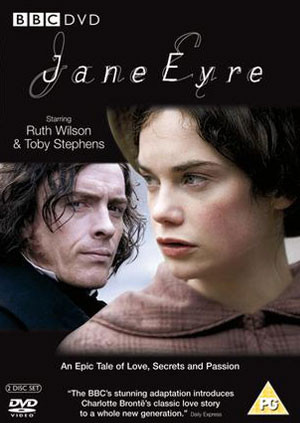 BBC DVD
Jane Eyre
Starring
Ruth Wilson
& Toby Stephens
An Epic Tale of Love, Secrets and Passion
2 DISC SET
DVD
VIDEO
"The BBC's stunning adaptation introduces
Charlotte Brontë's classic love story
to a whole new generation." Daily Express
PG